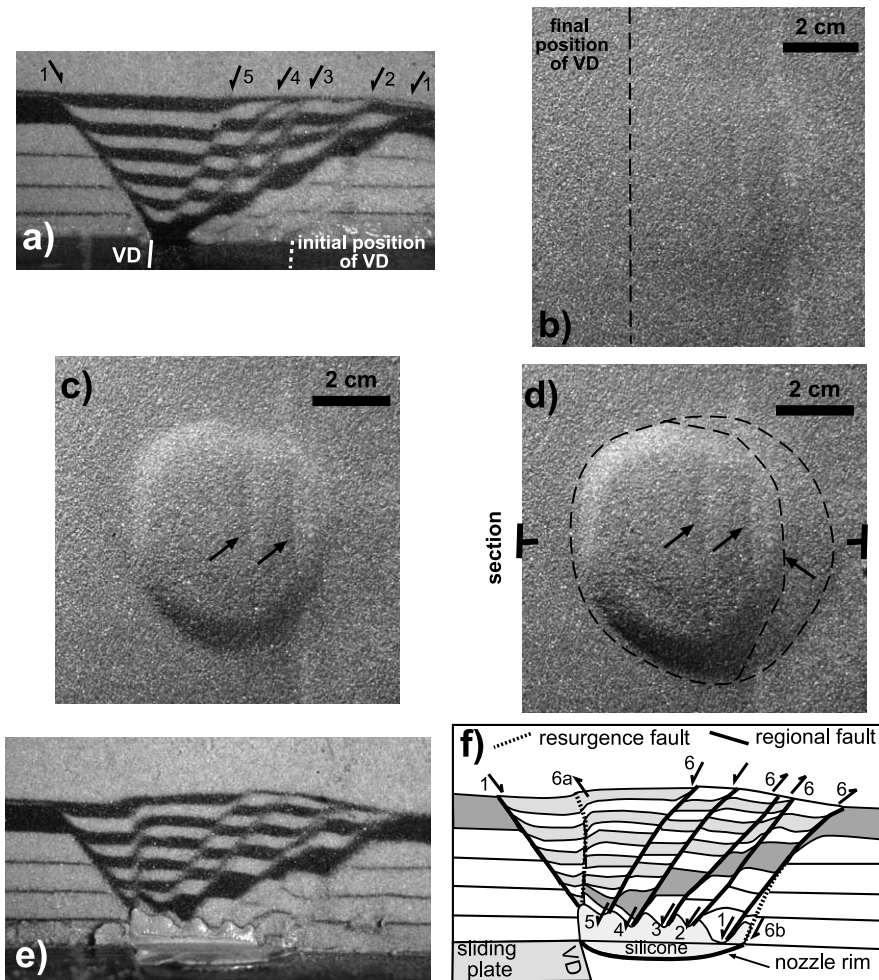 1 5 4 3 2 1
a)
VD
initial position
of VD
final
position
of VD
2 cm
b)
c)
2 cm
d)
2 cm
section
e)
f)
resurgence fault
regional fault
1
6a
6
6
6
6
5
4
3
2
1
6b
silicone
sliding
plate
VD
nozzle rim